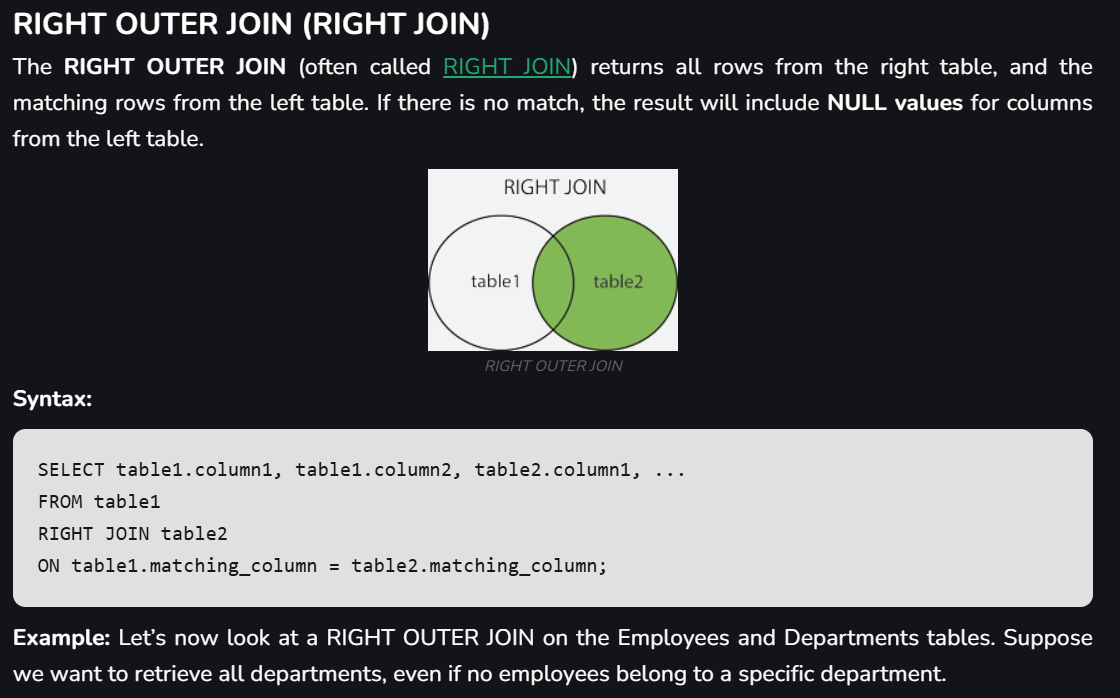 RIGHT OUTER JOIN (RIGHT JOIN)
The RIGHT OUTER JOIN (often called RIGHT JOIN) returns all rows from the right table, and the
matching rows from the left table. If there is no match, the result will include NULL values for columns
from the left table.
RIGHT JOIN
table1 table2
RIGHT OUTER JOIN
Syntax:
SELECT table1.column1, table1.column2, table2.column1, ...
FROM table1
RIGHT JOIN table2
ON table1.matching_column = table2.matching_column;
Example: Let’s now look at a RIGHT OUTER JOIN on the Employees and Departments tables. Suppose
we want to retrieve all departments, even if no employees belong to a specific department.